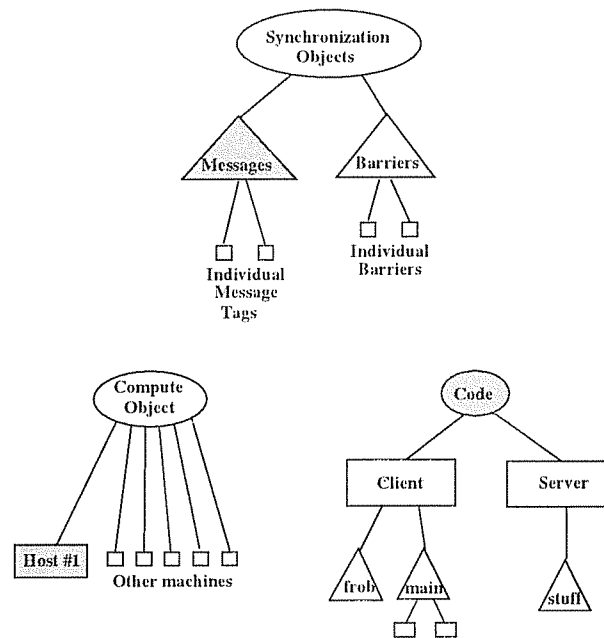 Synchronization
Objects
Messages
Barriers
Individual
Message
Tags
Individual
Barriers
Compute
Object
Host #1
Other machines
Code
Client
Server
frob
main
stuff